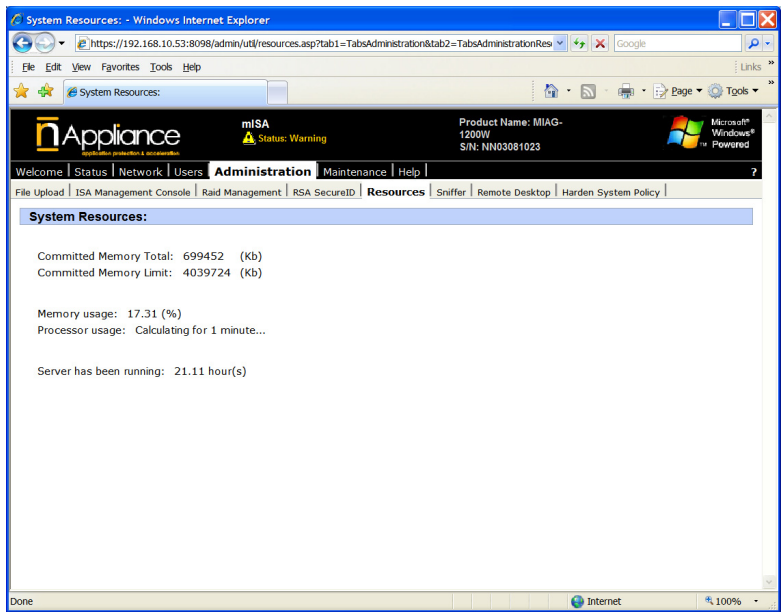 System Resources: - Windows Internet Explorer
https://192.168.10.53:8098/admin/util/resources.asp?tab1=TabsAdministration&tab2=TabsAdministrationRes
Google
File Edit View Favorites Tools Help
Links »
System Resources:
Page Tools »
nAppliance
application protection & acceleration
mISA
Status: Warning
Product Name: MIAG-
1200W
S/N: NN03081023
Microsoft®
Windows®
TM Powered
Welcome | Status | Network | Users | Administration | Maintenance | Help | ?
File Upload | ISA Management Console | Raid Management | RSA SecureID | Resources | Sniffer | Remote Desktop | Harden System Policy |
System Resources:
Committed Memory Total: 699452 (Kb)
Committed Memory Limit: 4039724 (Kb)
Memory usage: 17.31 (%)
Processor usage: Calculating for 1 minute...
Server has been running: 21.11 hour(s)
Done
Internet
100%